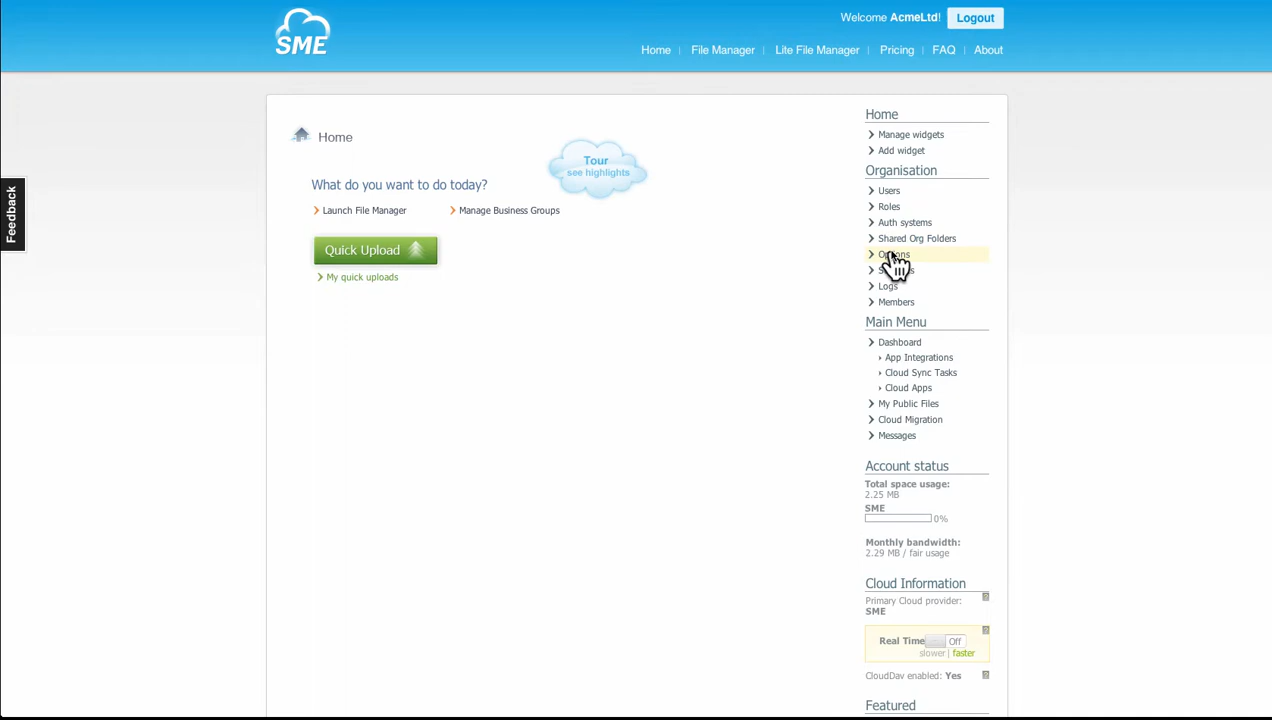 SME
Welcome AcmeLtd!
Logout
Home
File Manager
Lite File Manager
Pricing
FAQ
About
Feedback
Home
Tour
see highlights
What do you want to do today?
Launch File Manager
Manage Business Groups
Quick Upload
My quick uploads
Home
Manage widgets
Add widget
Organisation
Users
Roles
Auth systems
Shared Org Folders
Options
Logs
Members
Main Menu
Dashboard
App Integrations
Cloud Sync Tasks
Cloud Apps
My Public Files
Cloud Migration
Messages
Account status
Total space usage:
2.25 MB
SME
0%
Monthly bandwidth:
2.29 MB / fair usage
Cloud Information
Primary Cloud provider:
SME
Real Time
Off
slower | faster
CloudDav enabled: Yes
Featured